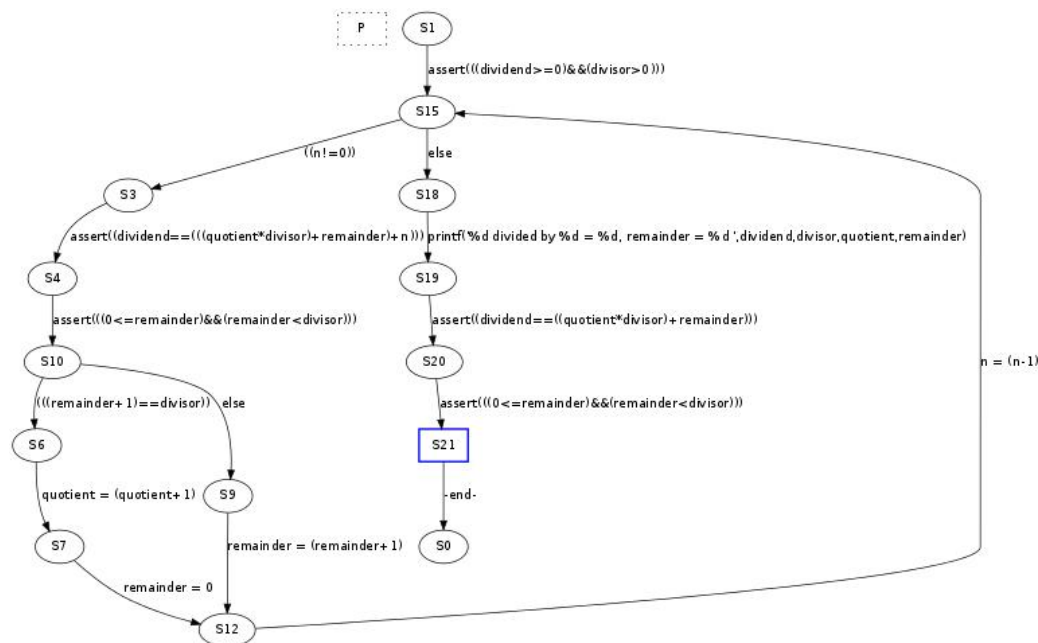 P
S1
assert(((dividend>=0)&&(divisor>0)))
S15
((n!=0))
else
S3
S18
assert((dividend==(((quotient*divisor)+remainder)+n)))
printf('%d divided by %d = %d, remainder = %d ',dividend,divisor,quotient,remainder)
S4
S19
assert(((0<=remainder)&&(remainder<divisor)))
assert((dividend==((quotient*divisor)+remainder)))
S10
S20
n = (n-1)
(((remainder+1)==divisor))
else
assert(((0<=remainder)&&(remainder<divisor)))
S6
S21
quotient = (quotient+1)
S9
-end-
S7
remainder = (remainder+1)
S0
remainder = 0
S12